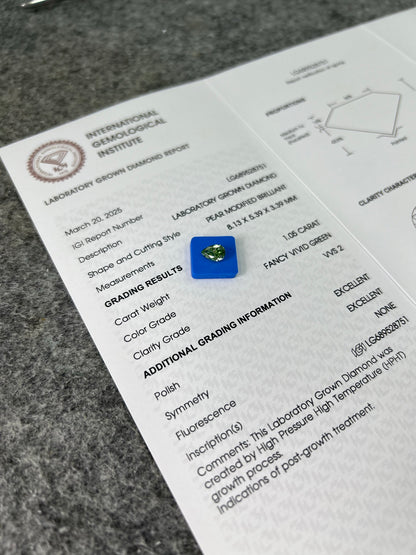 INTERNATIONAL
GEMOLOGICAL
INSTITUTE
LABORATORY GROWN DIAMOND REPORT
March 20, 2025
IGI Report Number LG689528751
Description LABORATORY GROWN DIAMOND
Shape and Cutting Style PEAR MODIFIED BRILLIANT
Measurements 8.13 X 5.39 X 3.39 MM
GRADING RESULTS
Carat Weight 1.05 CARAT
Color Grade FANCY VIVID GREEN
Clarity Grade VVS 2
ADDITIONAL GRADING INFORMATION
Polish EXCELLENT
Symmetry EXCELLENT
Fluorescence NONE
Inscription(s) LG689528751
Comments: This Laboratory Grown Diamond was
created by High Pressure High Temperature (HPHT)
growth process.
Indications of post-growth treatment.
LG689528751
PROPORTIONS
CLARITY CHARACTE